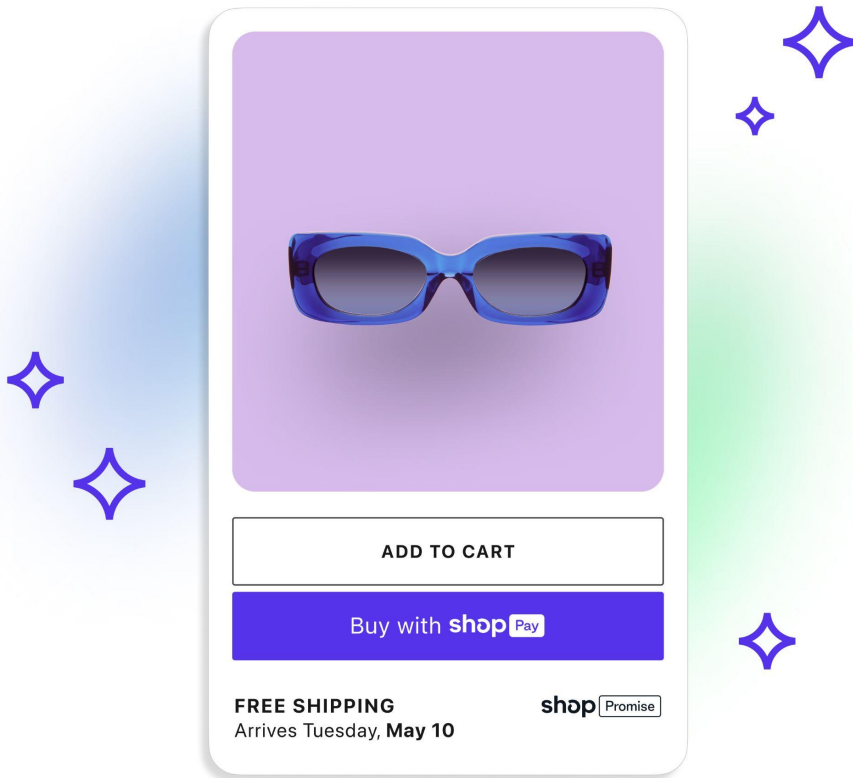 ADD TO CART
Buy with shop Pay
FREE SHIPPING
shop Promise
Arrives Tuesday, May 10